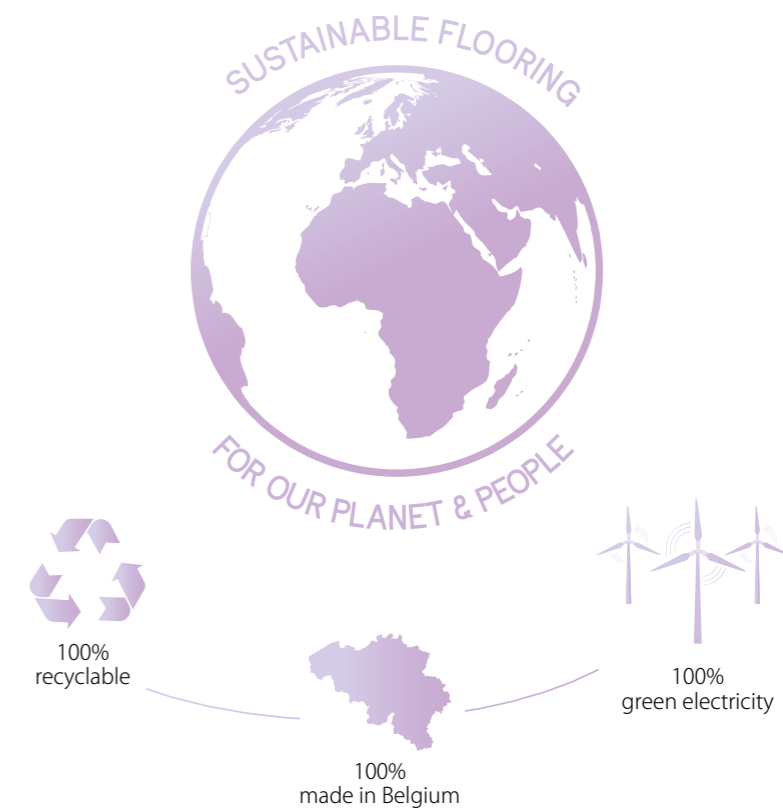 SUSTAINABLE FLOORING
FOR OUR PLANET & PEOPLE
100%
recyclable
100%
green electricity
100%
made in Belgium